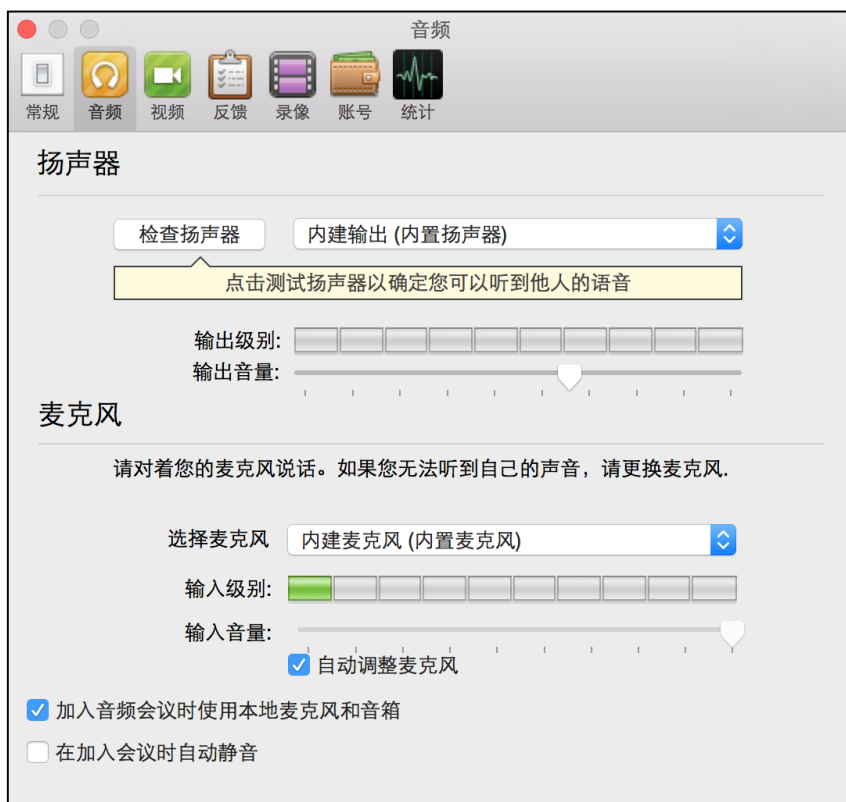 音频
常规 音频 视频 反馈 录像 账号 统计
扬声器
检查扬声器 内建输出 (内置扬声器)
点击测试扬声器以确定您可以听到他人的语音
输出级别:
输出音量:
麦克风
请对着您的麦克风说话。如果您无法听到自己的声音，请更换麦克风.
选择麦克风 内建麦克风 (内置麦克风)
输入级别:
输入音量:
自动调整麦克风
加入音频会议时使用本地麦克风和音箱
在加入会议时自动静音